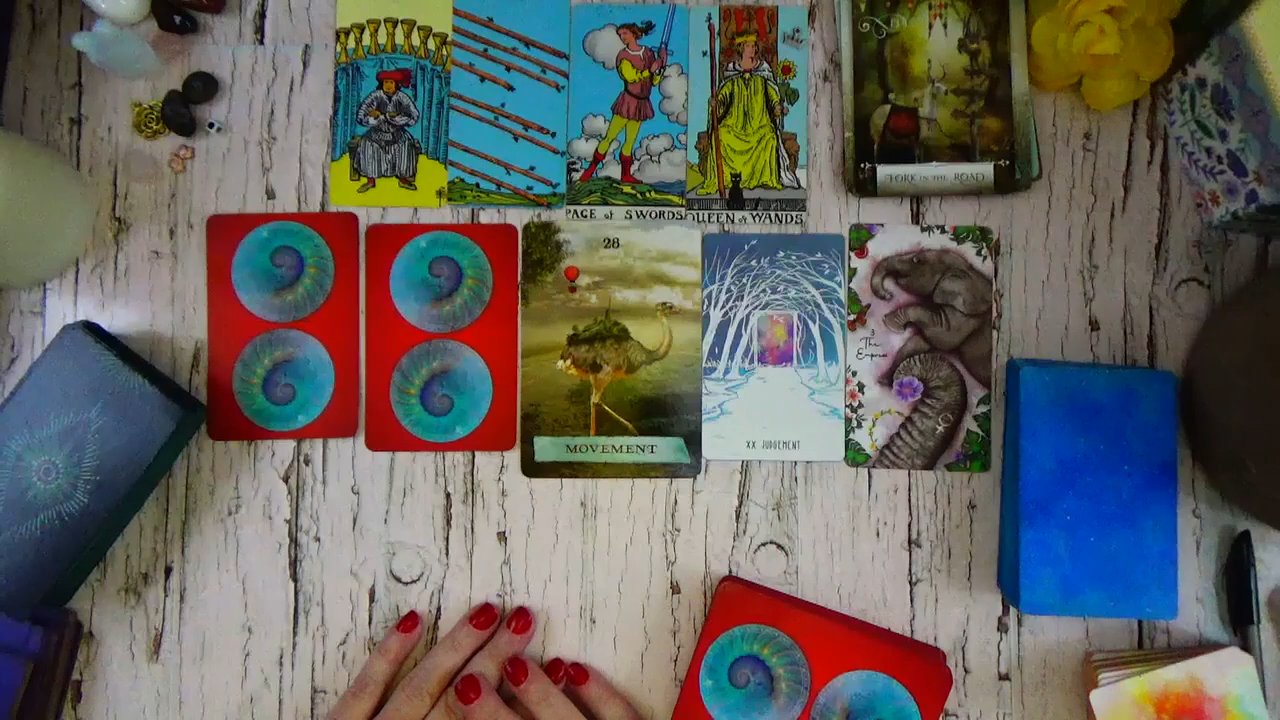 PAGE of SWORDS
QUEEN of WANDS
FORK IN THE ROAD
28
MOVEMENT
XX JUDGEMENT
3
The
Empress